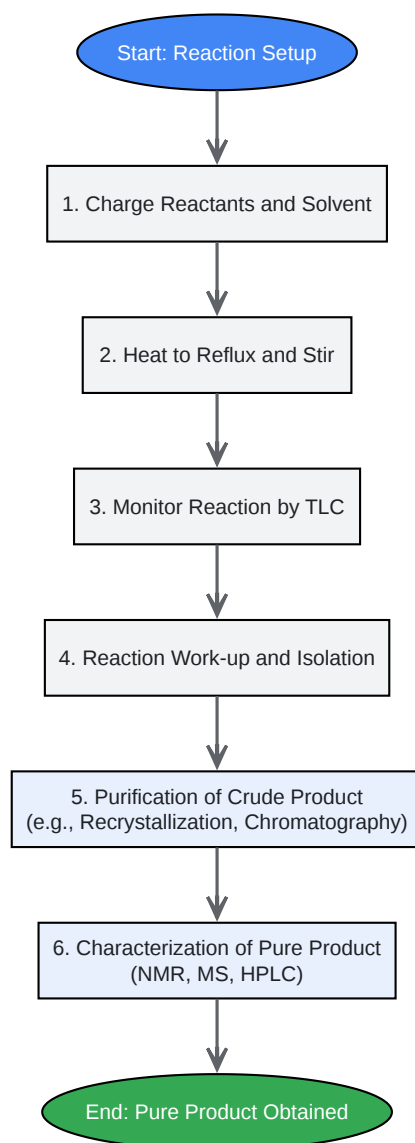 Start: Reaction Setup
1. Charge Reactants and Solvent
2. Heat to Reflux and Stir
3. Monitor Reaction by TLC
4. Reaction Work-up and Isolation
5. Purification of Crude Product
(e.g., Recrystallization, Chromatography)
6. Characterization of Pure Product
(NMR, MS, HPLC)
End: Pure Product Obtained